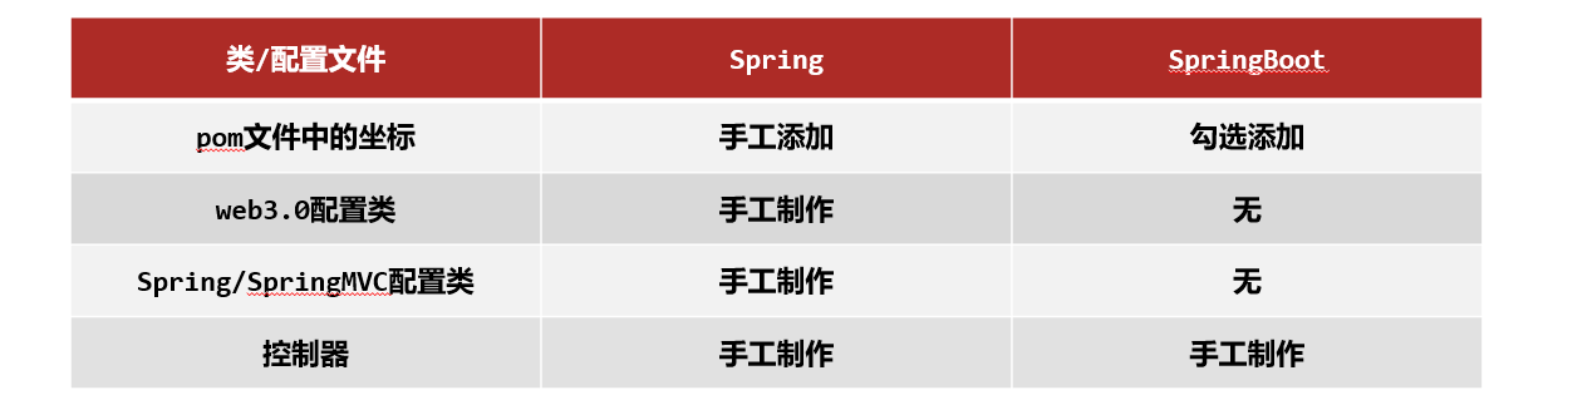 类/配置文件 Spring SpringBoot
pom文件中的坐标 手工添加 勾选添加
web3.0配置类 手工制作 无
Spring/SpringMVC配置类 手工制作 无
控制器 手工制作 手工制作